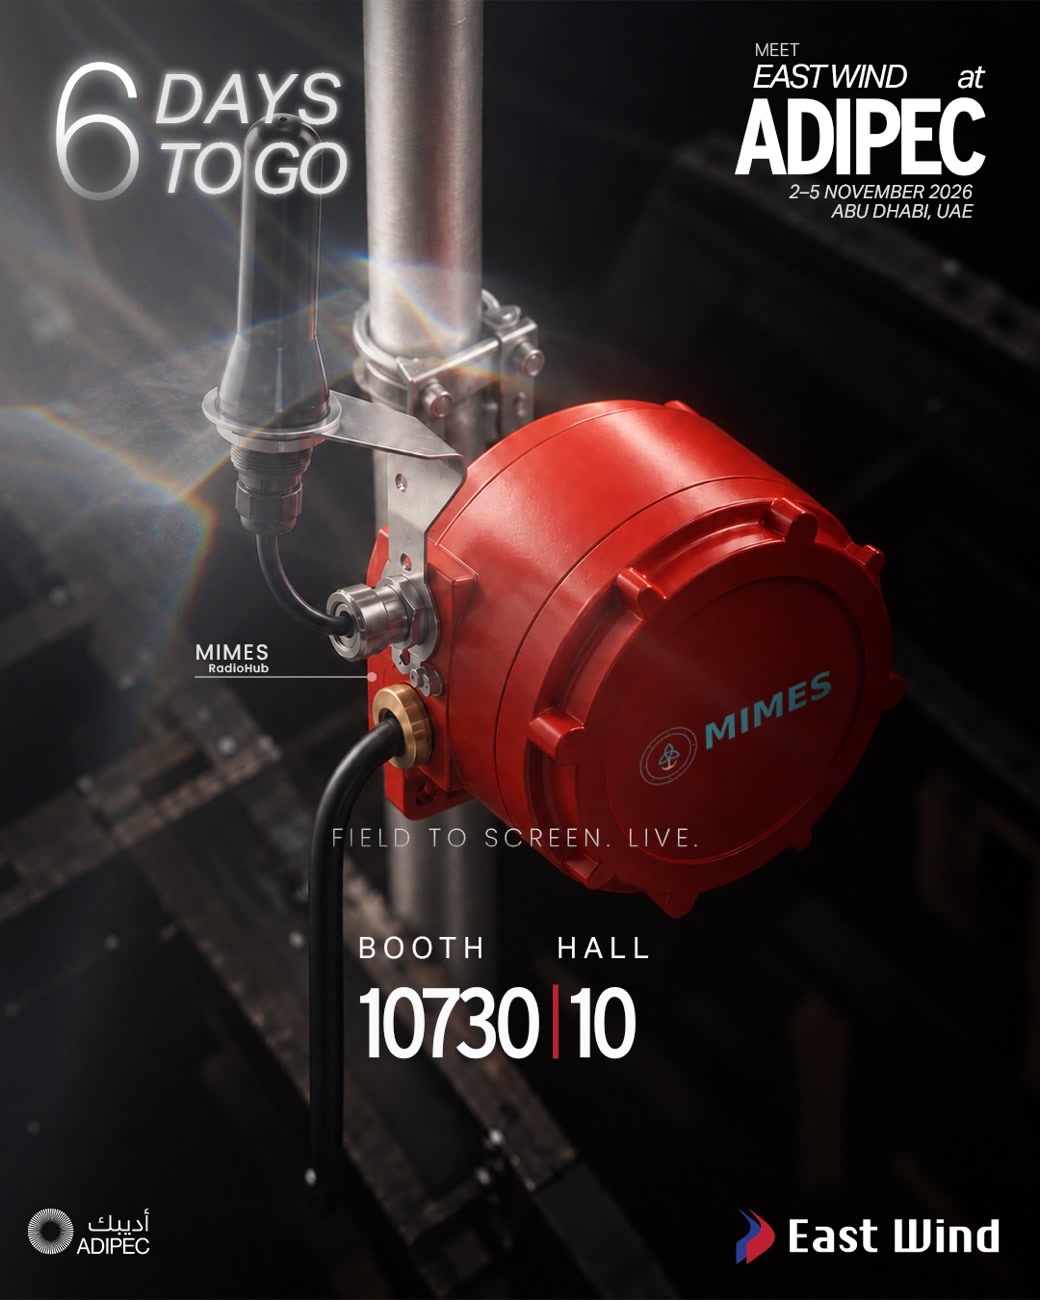 6 DAYS
TO GO
MEET
EAST WIND at
ADIPEC
2–5 NOVEMBER 2026
ABU DHABI, UAE
MIMES
RadioHub
MIMES
FIELD TO SCREEN. LIVE.
BOOTH HALL
10730 | 10
أديبك
ADIPEC
East Wind